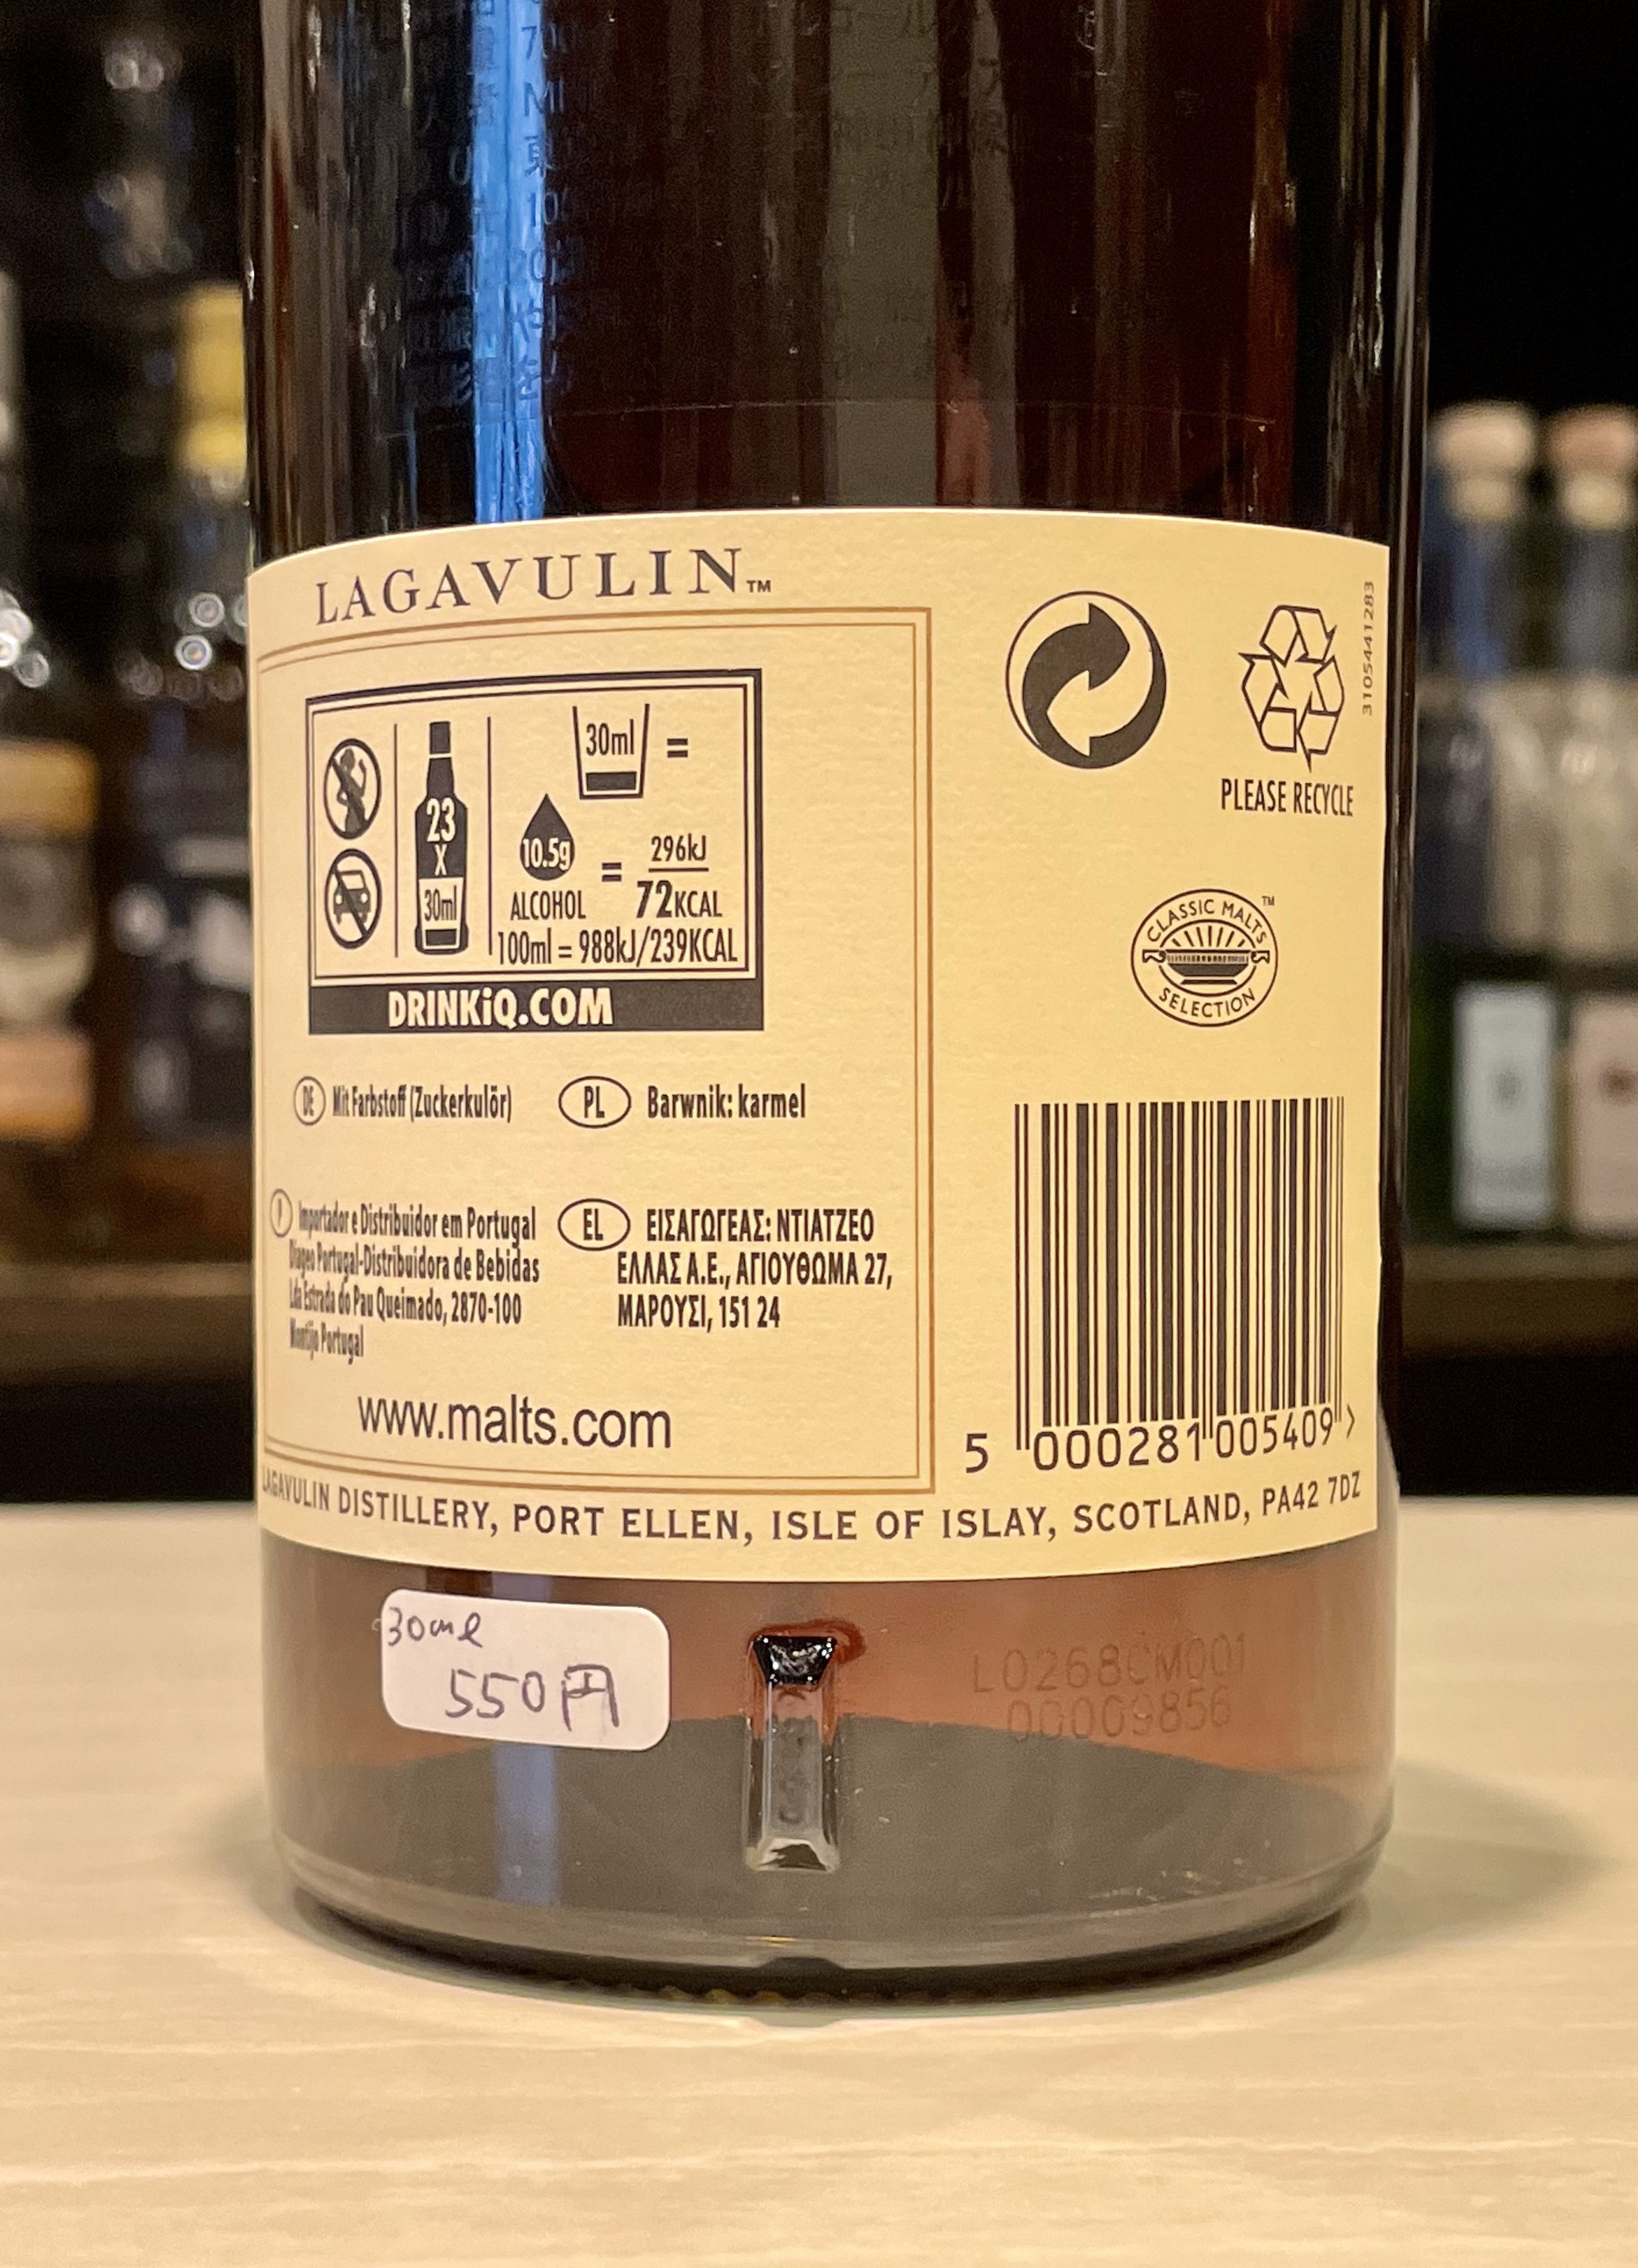 LAGAVULIN™
30ml =
23
X
30ml
10.5g
ALCOHOL
=
296kJ
72KCAL
100ml = 988kJ/239KCAL
DRINKiQ.COM
DE Mit Farbstoff (Zuckerkulör)
PL Barwnik: karmel
P Importador e Distribuidor em Portugal
Diageo Portugal-Distribuidora de Bebidas
Lda Estrada do Pau Queimado, 2870-100
Montijo Portugal
EL ΕΙΣΑΓΩΓΕΑΣ: ΝΤΙΑΤΖΕΟ
ΕΛΛΑΣ Α.Ε., ΑΓΙΟΥΘΩΜΑ 27,
ΜΑΡΟΥΣΙ, 151 24
www.malts.com
3105441283
PLEASE RECYCLE
CLASSIC MALTS™
SELECTION
5 000281 005409 >
LAGAVULIN DISTILLERY, PORT ELLEN, ISLE OF ISLAY, SCOTLAND, PA42 7DZ
30ml
550円
L0268CM001
00009856